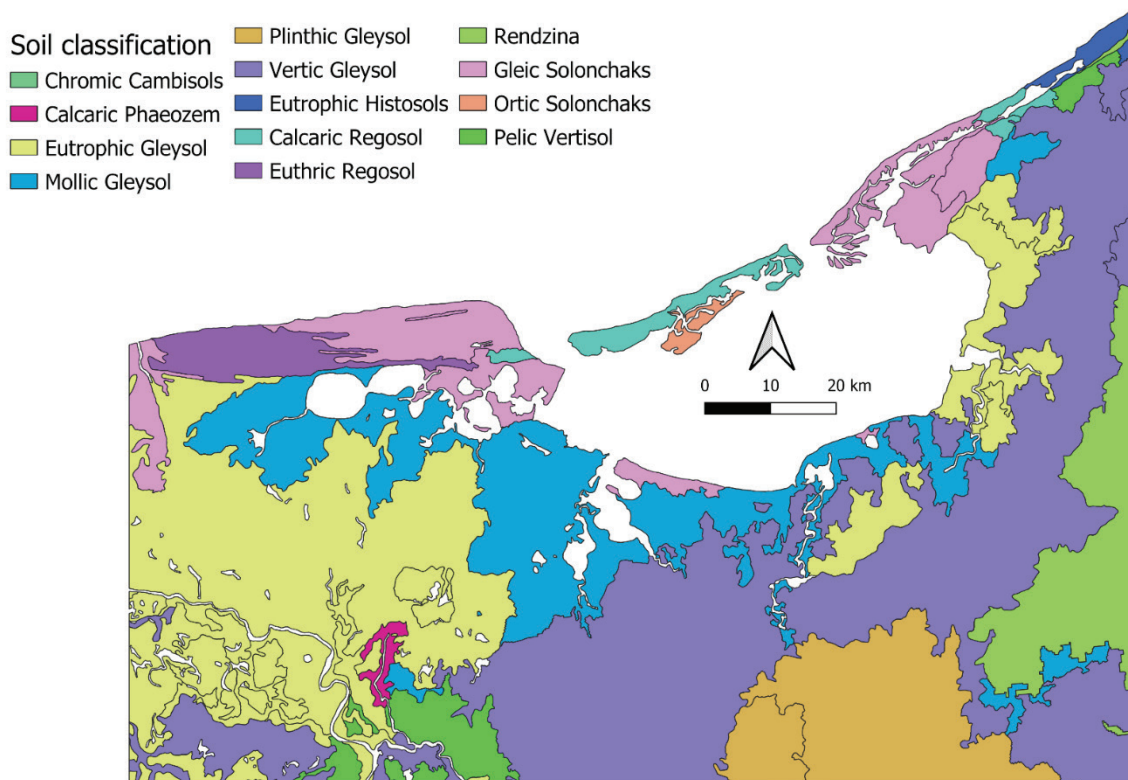 Soil classification
Chromic Cambisols
Calcaric Phaeozem
Eutrophic Gleysol
Mollic Gleysol
Plinthic Gleysol
Vertic Gleysol
Eutrophic Histosols
Calcaric Regosol
Euthric Regosol
Rendzina
Gleic Solonchaks
Ortic Solonchaks
Pelic Vertisol
0 10 20 km